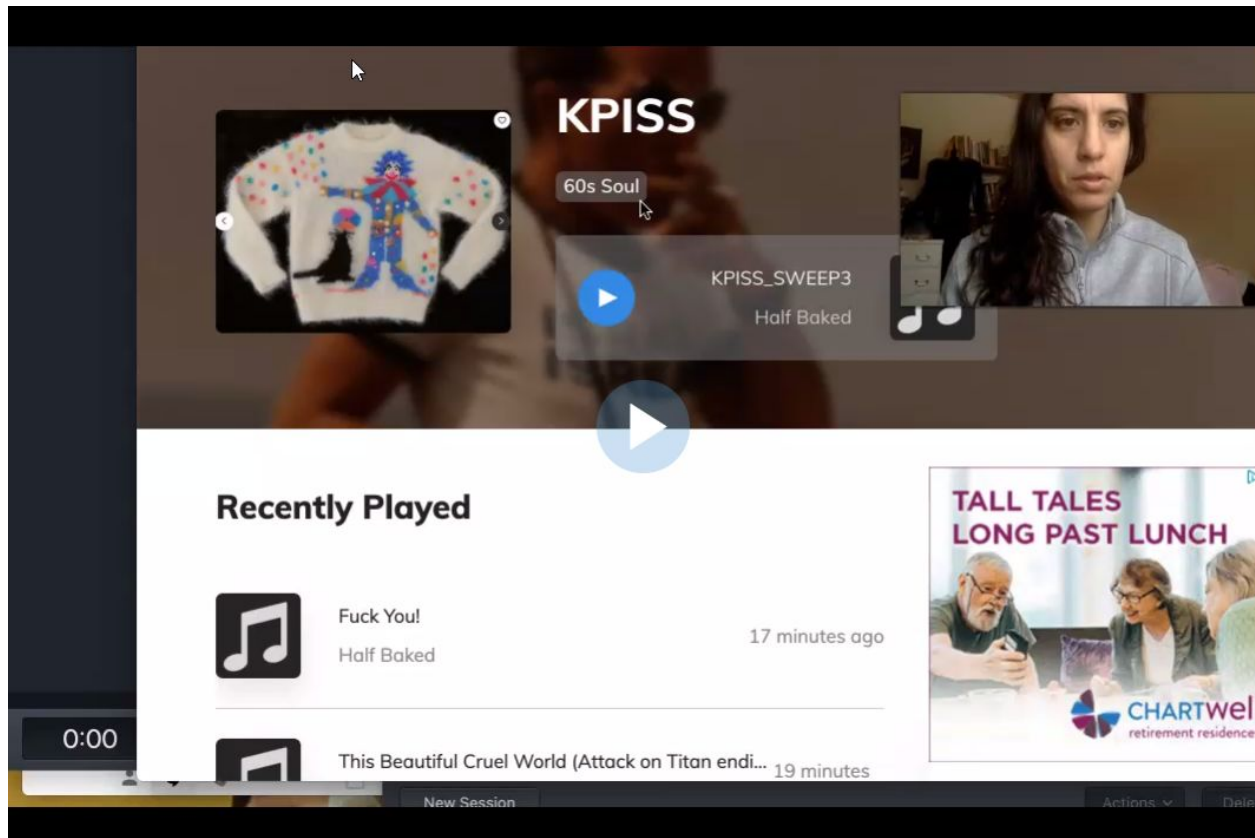 KPISS
60s Soul
KPISS_SWEEP3
Half Baked
Recently Played
Fuck You!
Half Baked
17 minutes ago
This Beautiful Cruel World (Attack on Titan endi...
19 minutes
TALL TALES
LONG PAST LUNCH
CHARTwel
retirement residence
0:00
New Session
Actions
Dele